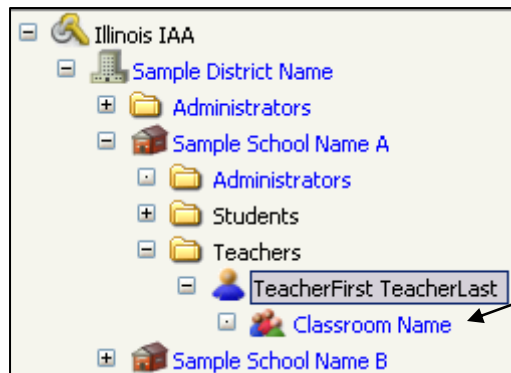 Illinois IAA
Sample District Name
Administrators
Sample School Name A
Administrators
Students
Teachers
TeacherFirst TeacherLast
Classroom Name
Sample School Name B